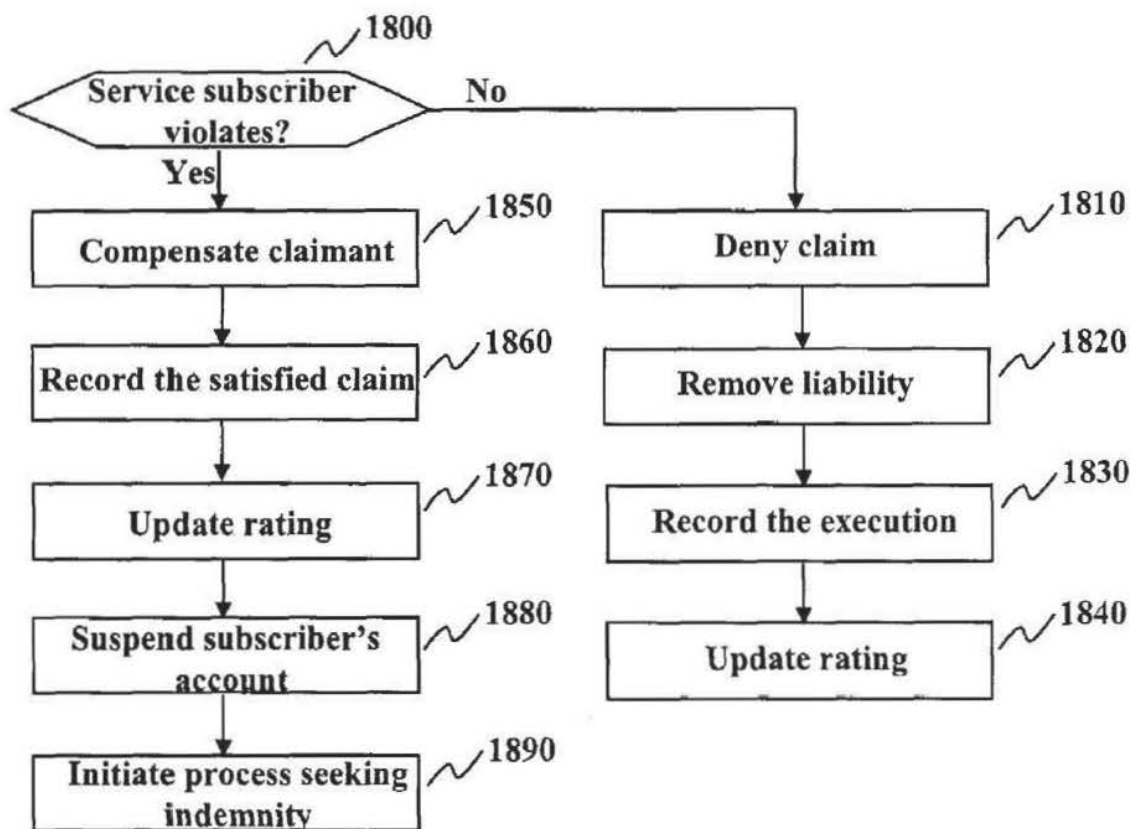 1800
Service subscriber
violates?
No
Yes
1850
Compensate claimant
1810
Deny claim
1860
Record the satisfied claim
1820
Remove liability
1870
Update rating
1830
Record the execution
1880
Suspend subscriber's
account
1840
Update rating
1890
Initiate process seeking
indemnity